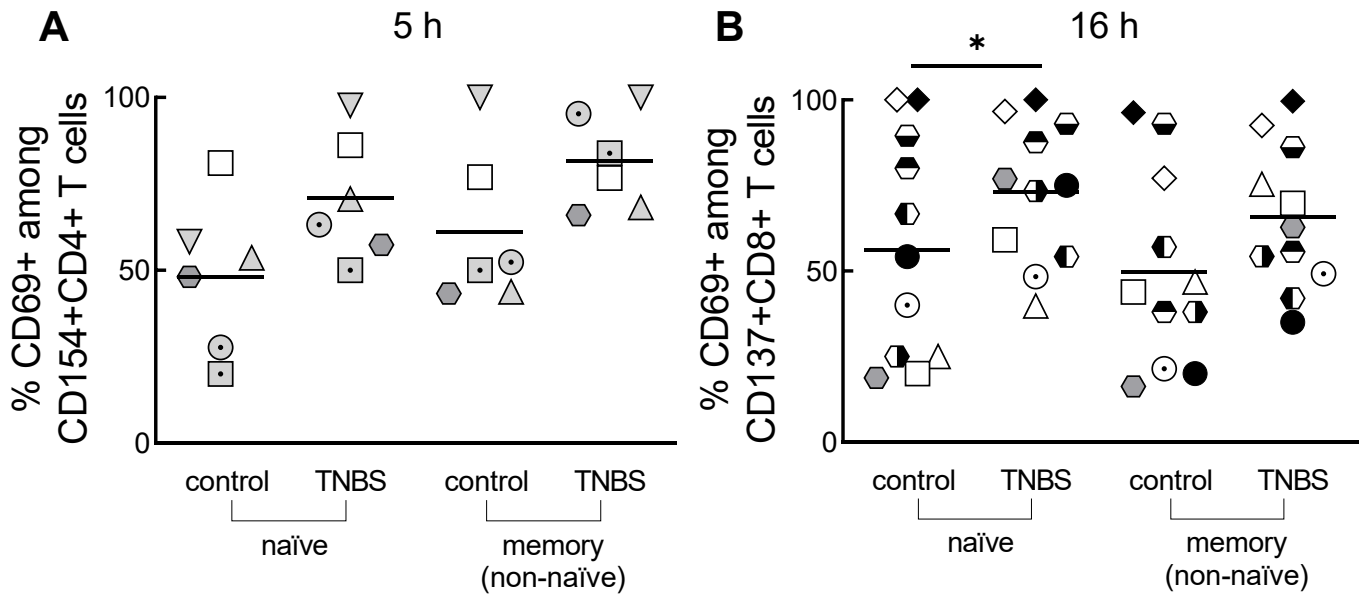 A
5 h
% CD69+ among
CD154+CD4+ T cells
100
50
0
control
TNBS
control
TNBS
naïve
memory
(non-naïve)
B
16 h
*
% CD69+ among
CD137+CD8+ T cells
100
50
0
control
TNBS
control
TNBS
naïve
memory
(non-naïve)